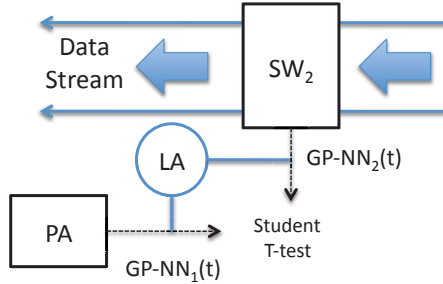 Data
Stream
SW₂
LA
GP-NN₂(t)
PA
Student
T-test
GP-NN₁(t)